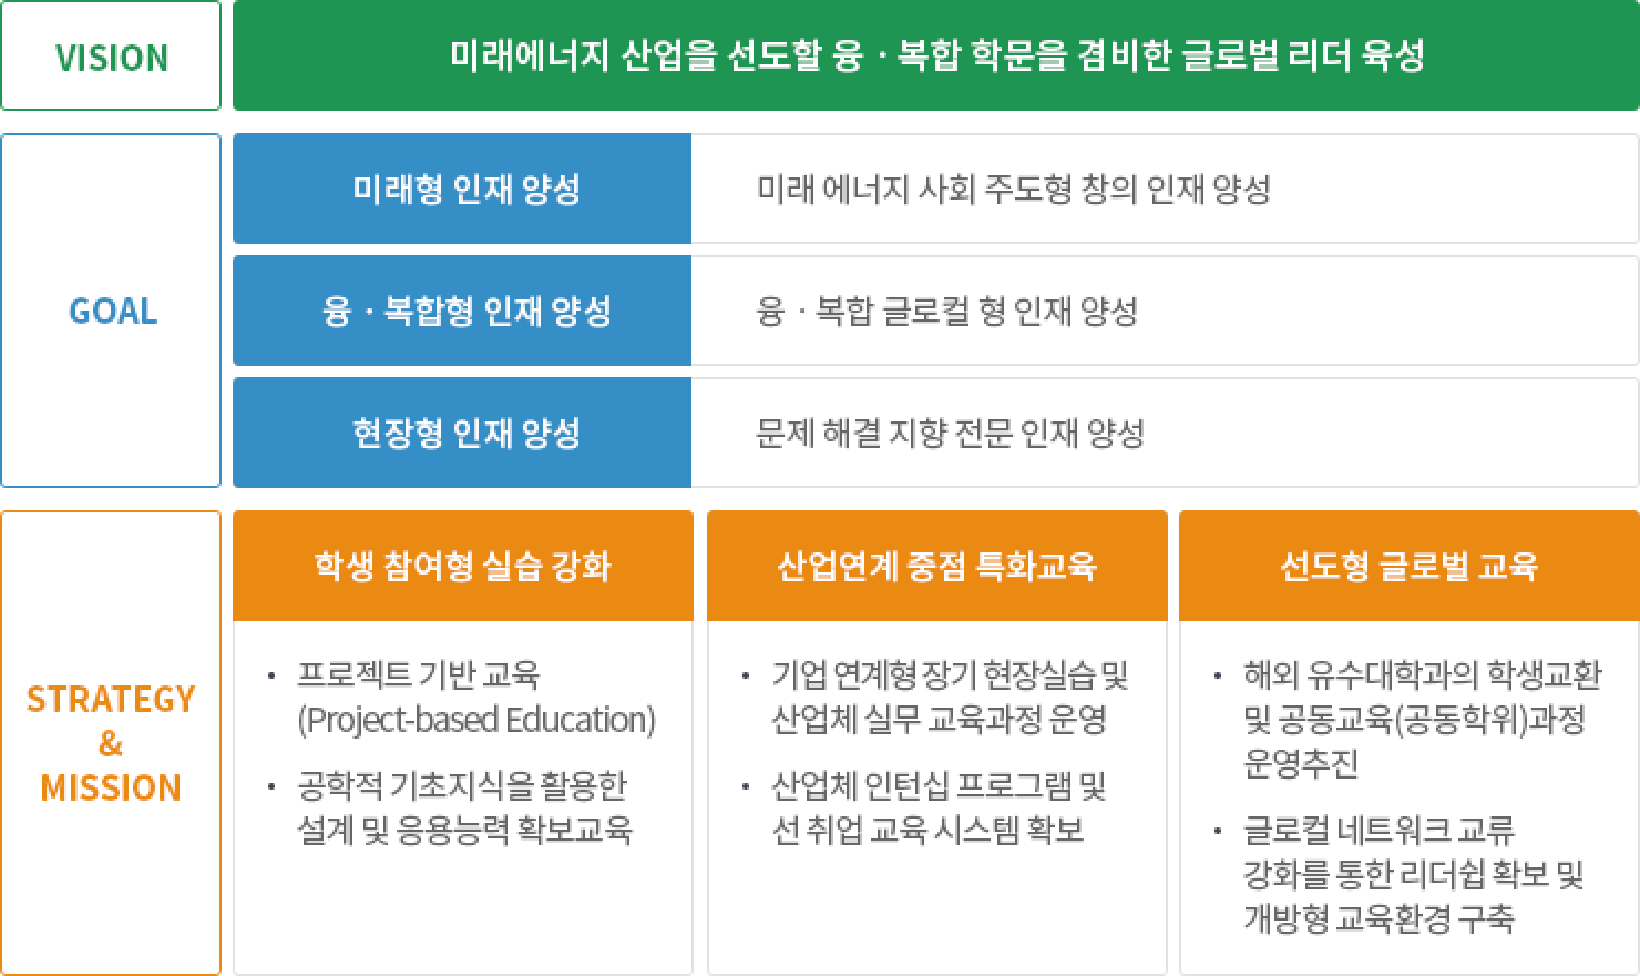 VISION
미래에너지 산업을 선도할 융 · 복합 학문을 겸비한 글로벌 리더 육성
GOAL
미래형 인재 양성
미래 에너지 사회 주도형 창의 인재 양성
융 · 복합형 인재 양성
융 · 복합 글로컬 형 인재 양성
현장형 인재 양성
문제 해결 지향 전문 인재 양성
STRATEGY
&
MISSION
학생 참여형 실습 강화
• 프로젝트 기반 교육
(Project-based Education)
• 공학적 기초지식을 활용한
설계 및 응용능력 확보교육
산업연계 중점 특화교육
• 기업 연계형 장기 현장실습 및
산업체 실무 교육과정 운영
• 산업체 인턴십 프로그램 및
선 취업 교육 시스템 확보
선도형 글로벌 교육
• 해외 유수대학과의 학생교환
및 공동교육(공동학위)과정
운영추진
• 글로컬 네트워크 교류
강화를 통한 리더쉽 확보 및
개방형 교육환경 구축